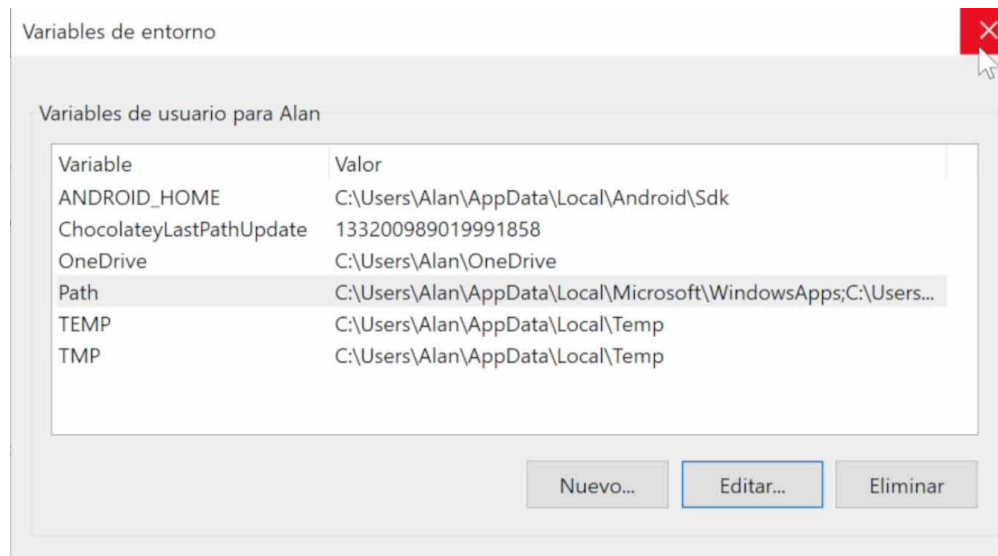 Variables de entorno
Variables de usuario para Alan
Variable Valor
ANDROID_HOME C:\Users\Alan\AppData\Local\Android\Sdk
ChocolateyLastPathUpdate 133200989019991858
OneDrive C:\Users\Alan\OneDrive
Path C:\Users\Alan\AppData\Local\Microsoft\WindowsApps;C:\Users...
TEMP C:\Users\Alan\AppData\Local\Temp
TMP C:\Users\Alan\AppData\Local\Temp
Nuevo... Editar... Eliminar